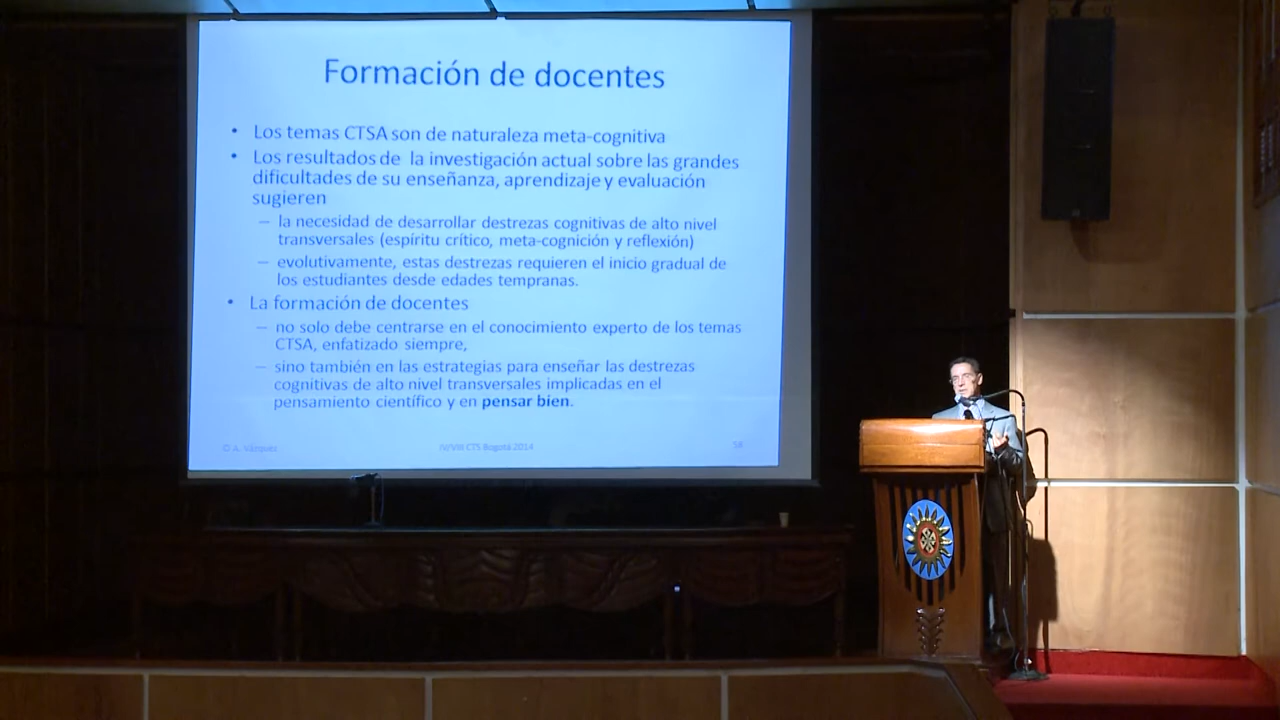 Formación de docentes
• Los temas CTSA son de naturaleza meta-cognitiva
• Los resultados de la investigación actual sobre las grandes
dificultades de su enseñanza, aprendizaje y evaluación
sugieren
– la necesidad de desarrollar destrezas cognitivas de alto nivel
transversales (espíritu crítico, meta-cognición y reflexión)
– evolutivamente, estas destrezas requieren el inicio gradual de
los estudiantes desde edades tempranas.
• La formación de docentes
– no solo debe centrarse en el conocimiento experto de los temas
CTSA, enfatizado siempre,
– sino también en las estrategias para enseñar las destrezas
cognitivas de alto nivel transversales implicadas en el
pensamiento científico y en pensar bien.
© A. Vázquez
CTS Bogotá 2014